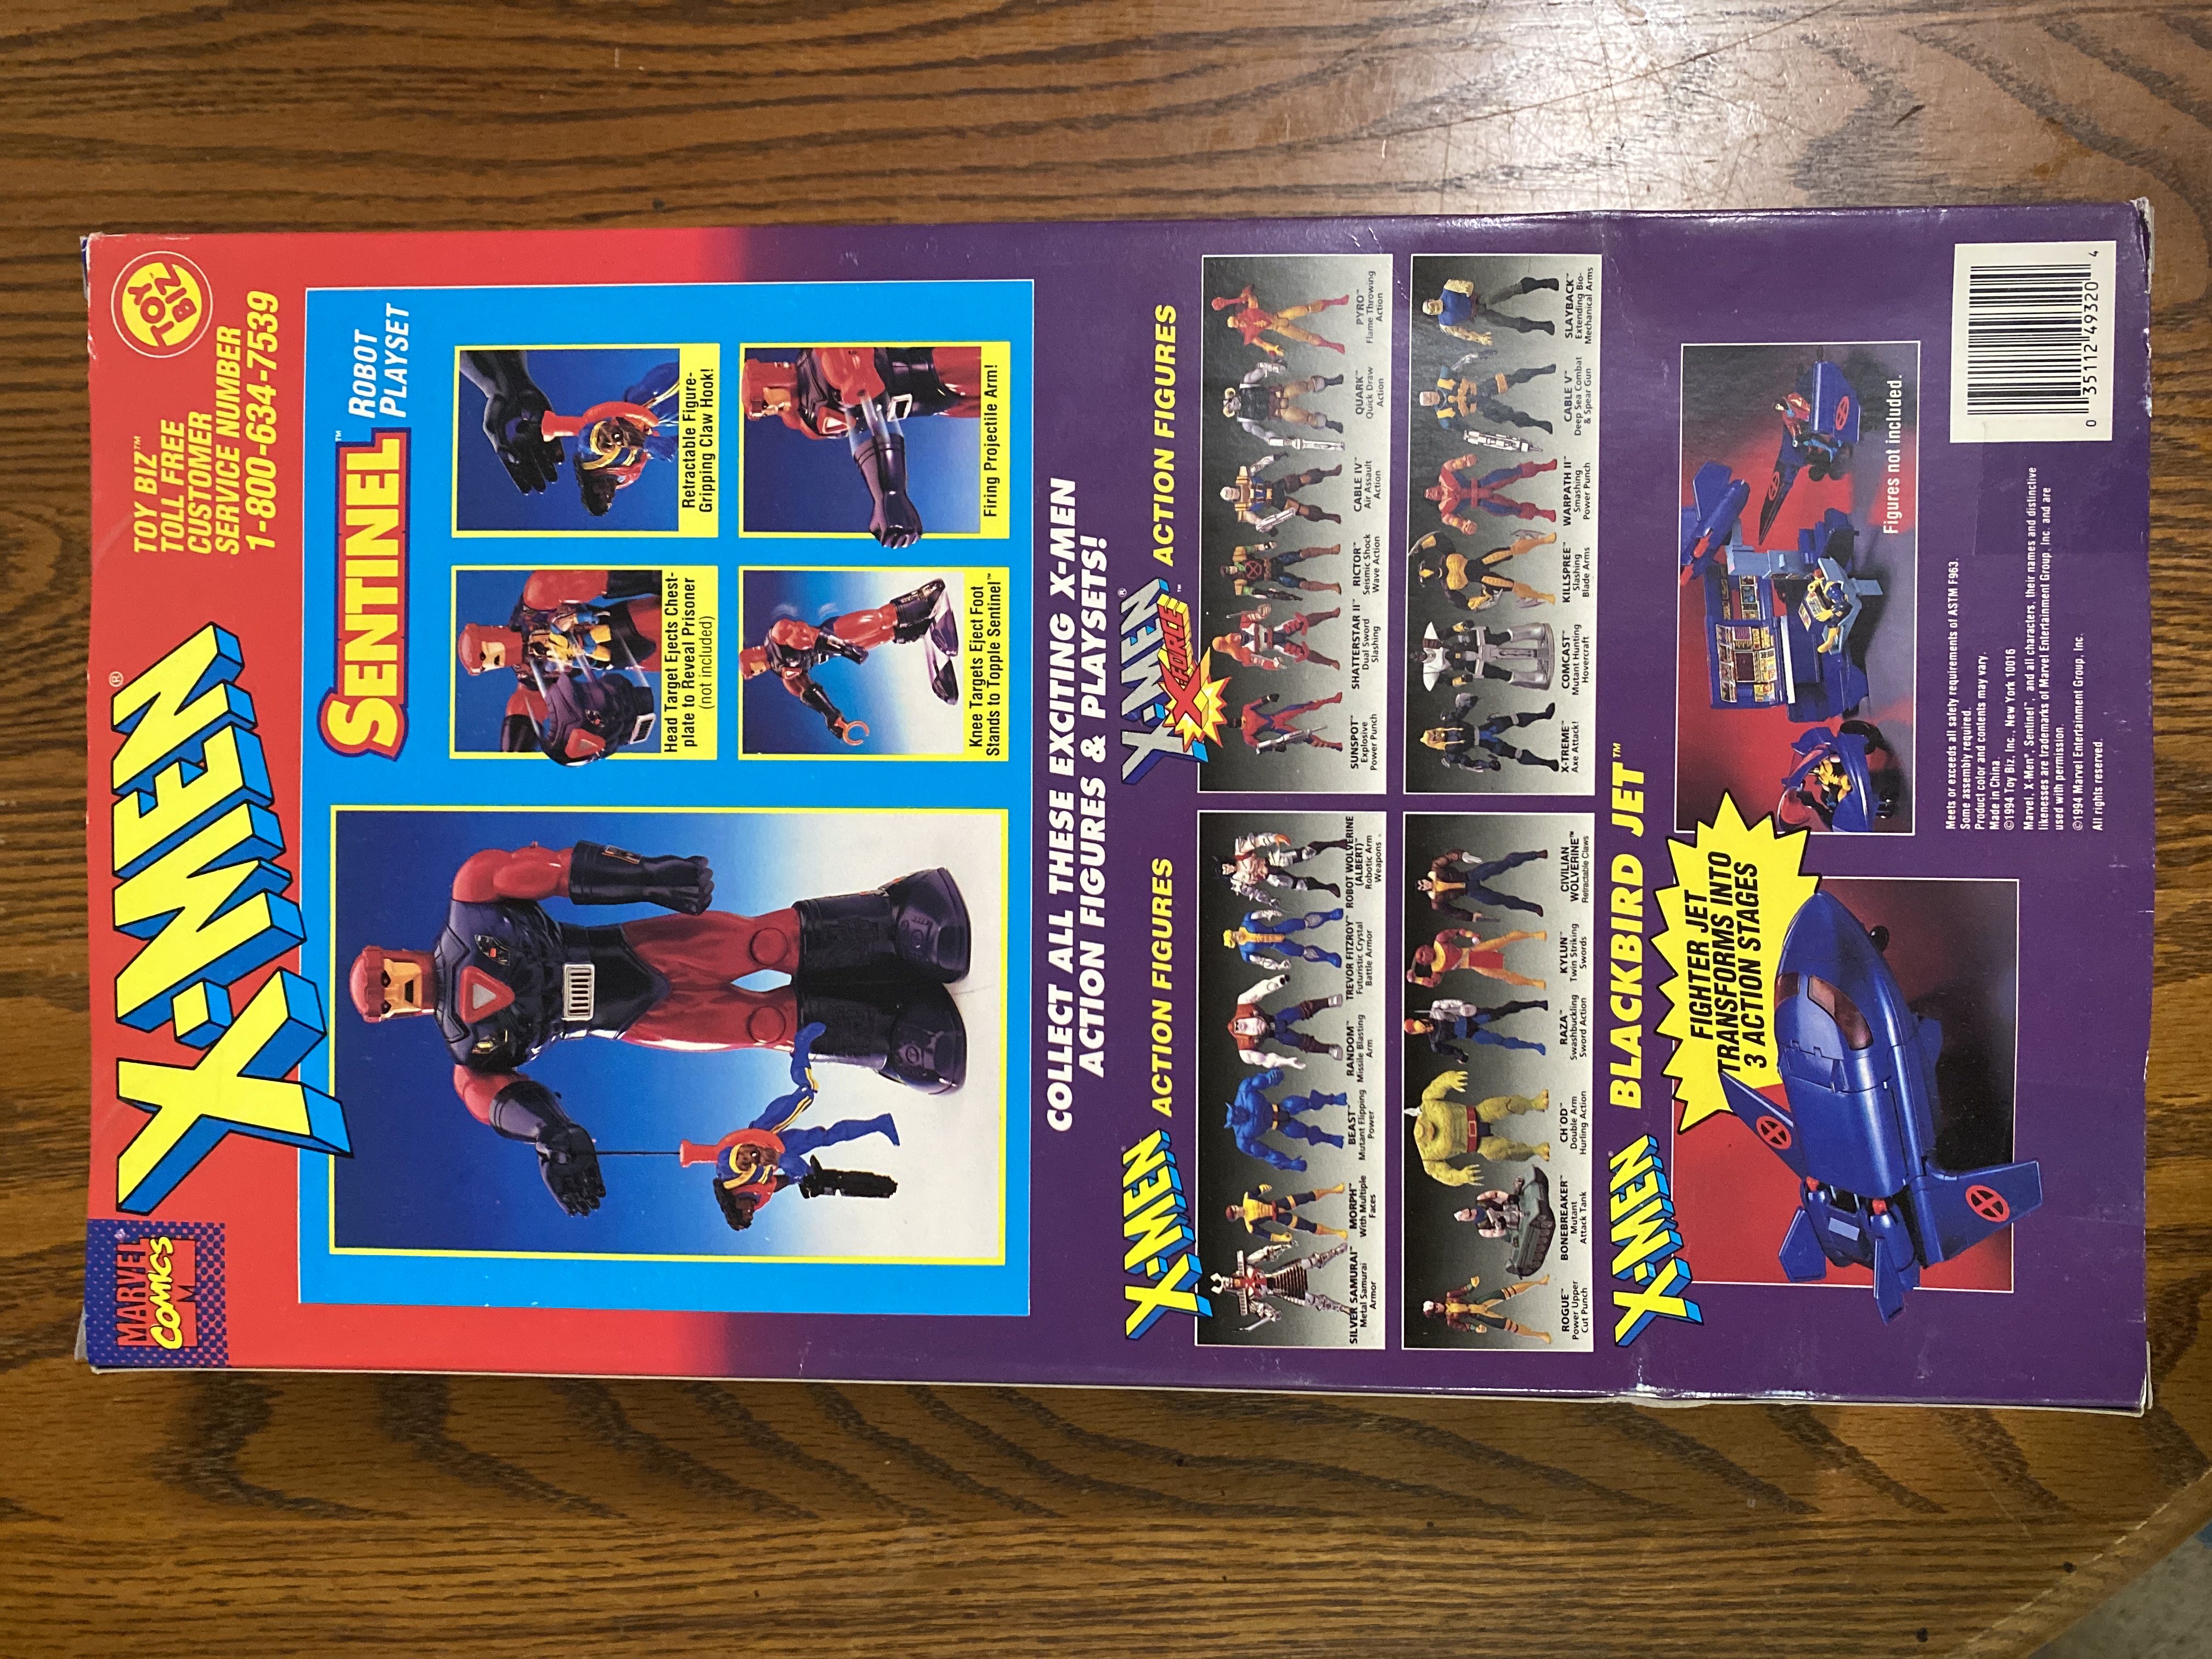 MARVEL
COMICS
M
X-MEN®
TOY BIZ™
TOLL FREE
CUSTOMER
SERVICE NUMBER
1-800-634-7539
TOY
BIZ
SENTINEL™
ROBOT
PLAYSET
Head Target Ejects Chest-
plate to Reveal Prisoner
(not included)
Retractable Figure-
Gripping Claw Hook!
Knee Targets Eject Foot
Stands to Topple Sentinel™
Firing Projectile Arm!
COLLECT ALL THESE EXCITING X-MEN
ACTION FIGURES & PLAYSETS!
X-MEN ACTION FIGURES
SILVER SAMURAI™
Metal Samurai
Armor
MORPH™
With Multiple
Faces
BEAST™
Mutant Flipping
Power
RANDOM™
Missile Blasting
Arm
TREVOR FITZROY™
Futuristic Crystal
Battle Armor
ROBOT WOLVERINE
(ALBERT)™
Robotic Arm
Weapons
ROGUE™
Power Upper
Cut Punch
BONEBREAKER™
Mutant
Attack Tank
CH'OD™
Double Arm
Hurling Action
RAZA™
Swashbuckling
Sword Action
KYLUN™
Twin Striking
Swords
CIVILIAN
WOLVERINE™
Retractable Claws
X-MEN®
X-FORCE™
ACTION FIGURES
SUNSPOT™
Explosive
Power Punch
SHATTERSTAR II™
Dual Sword
Slashing
RICTOR™
Seismic Shock
Wave Action
CABLE IV™
Air Assault
Action
QUARK™
Quick Draw
Action
PYRO™
Flame Throwing
Action
X-TREME™
Axe Attack!
COMCAST™
Mutant Hunting
Hovercraft
KILLSPREE™
Slashing
Blade Arms
WARPATH II™
Smashing
Power Punch
CABLE V™
Deep Sea Combat
& Spear Gun
SLAYBACK™
Extending Bio-
Mechanical Arms
X-MEN BLACKBIRD JET™
FIGHTER JET
TRANSFORMS INTO
3 ACTION STAGES
Figures not included.
Meets or exceeds all safety requirements of ASTM F963.
Some assembly required.
Product color and contents may vary.
Made in China.
©1994 Toy Biz, Inc., New York 10016
Marvel, X-Men®, Sentinel™, and all characters, their names and distinctive
likenesses are trademarks of Marvel Entertainment Group, Inc. and are
used with permission.
©1994 Marvel Entertainment Group, Inc.
All rights reserved.
0 35112 49320 4